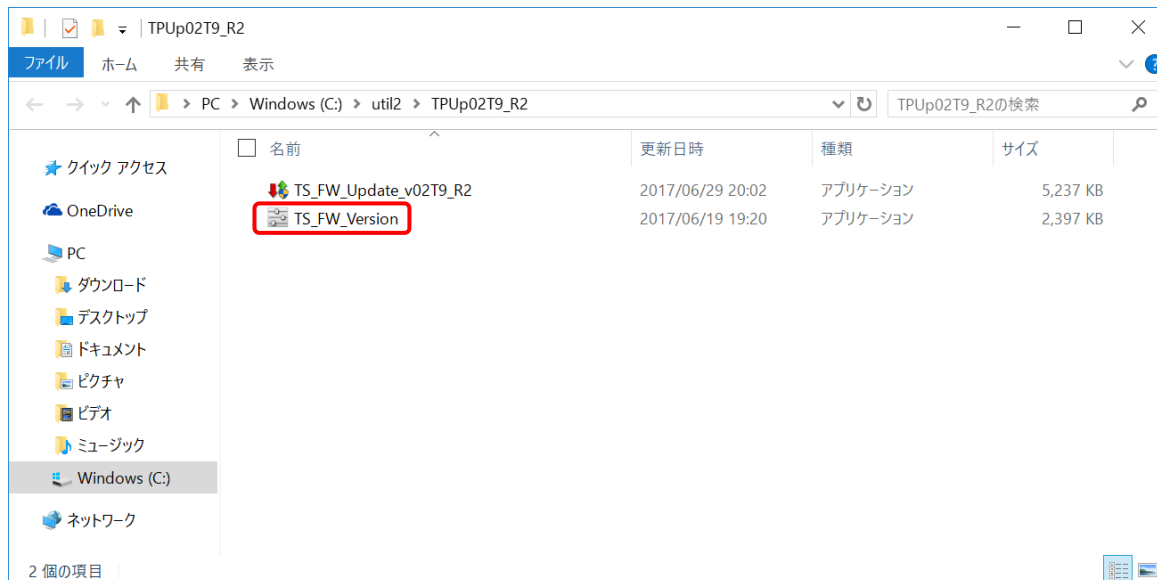 TPUp02T9_R2
ファイル ホーム 共有 表示
PC > Windows (C:) > util2 > TPUp02T9_R2
TPUp02T9_R2の検索
名前 更新日時 種類 サイズ
TS_FW_Update_v02T9_R2 2017/06/29 20:02 アプリケーション 5,237 KB
TS_FW_Version 2017/06/19 19:20 アプリケーション 2,397 KB
クイック アクセス
OneDrive
PC
ダウンロード
デスクトップ
ドキュメント
ピクチャ
ビデオ
ミュージック
Windows (C:)
ネットワーク
2 個の項目